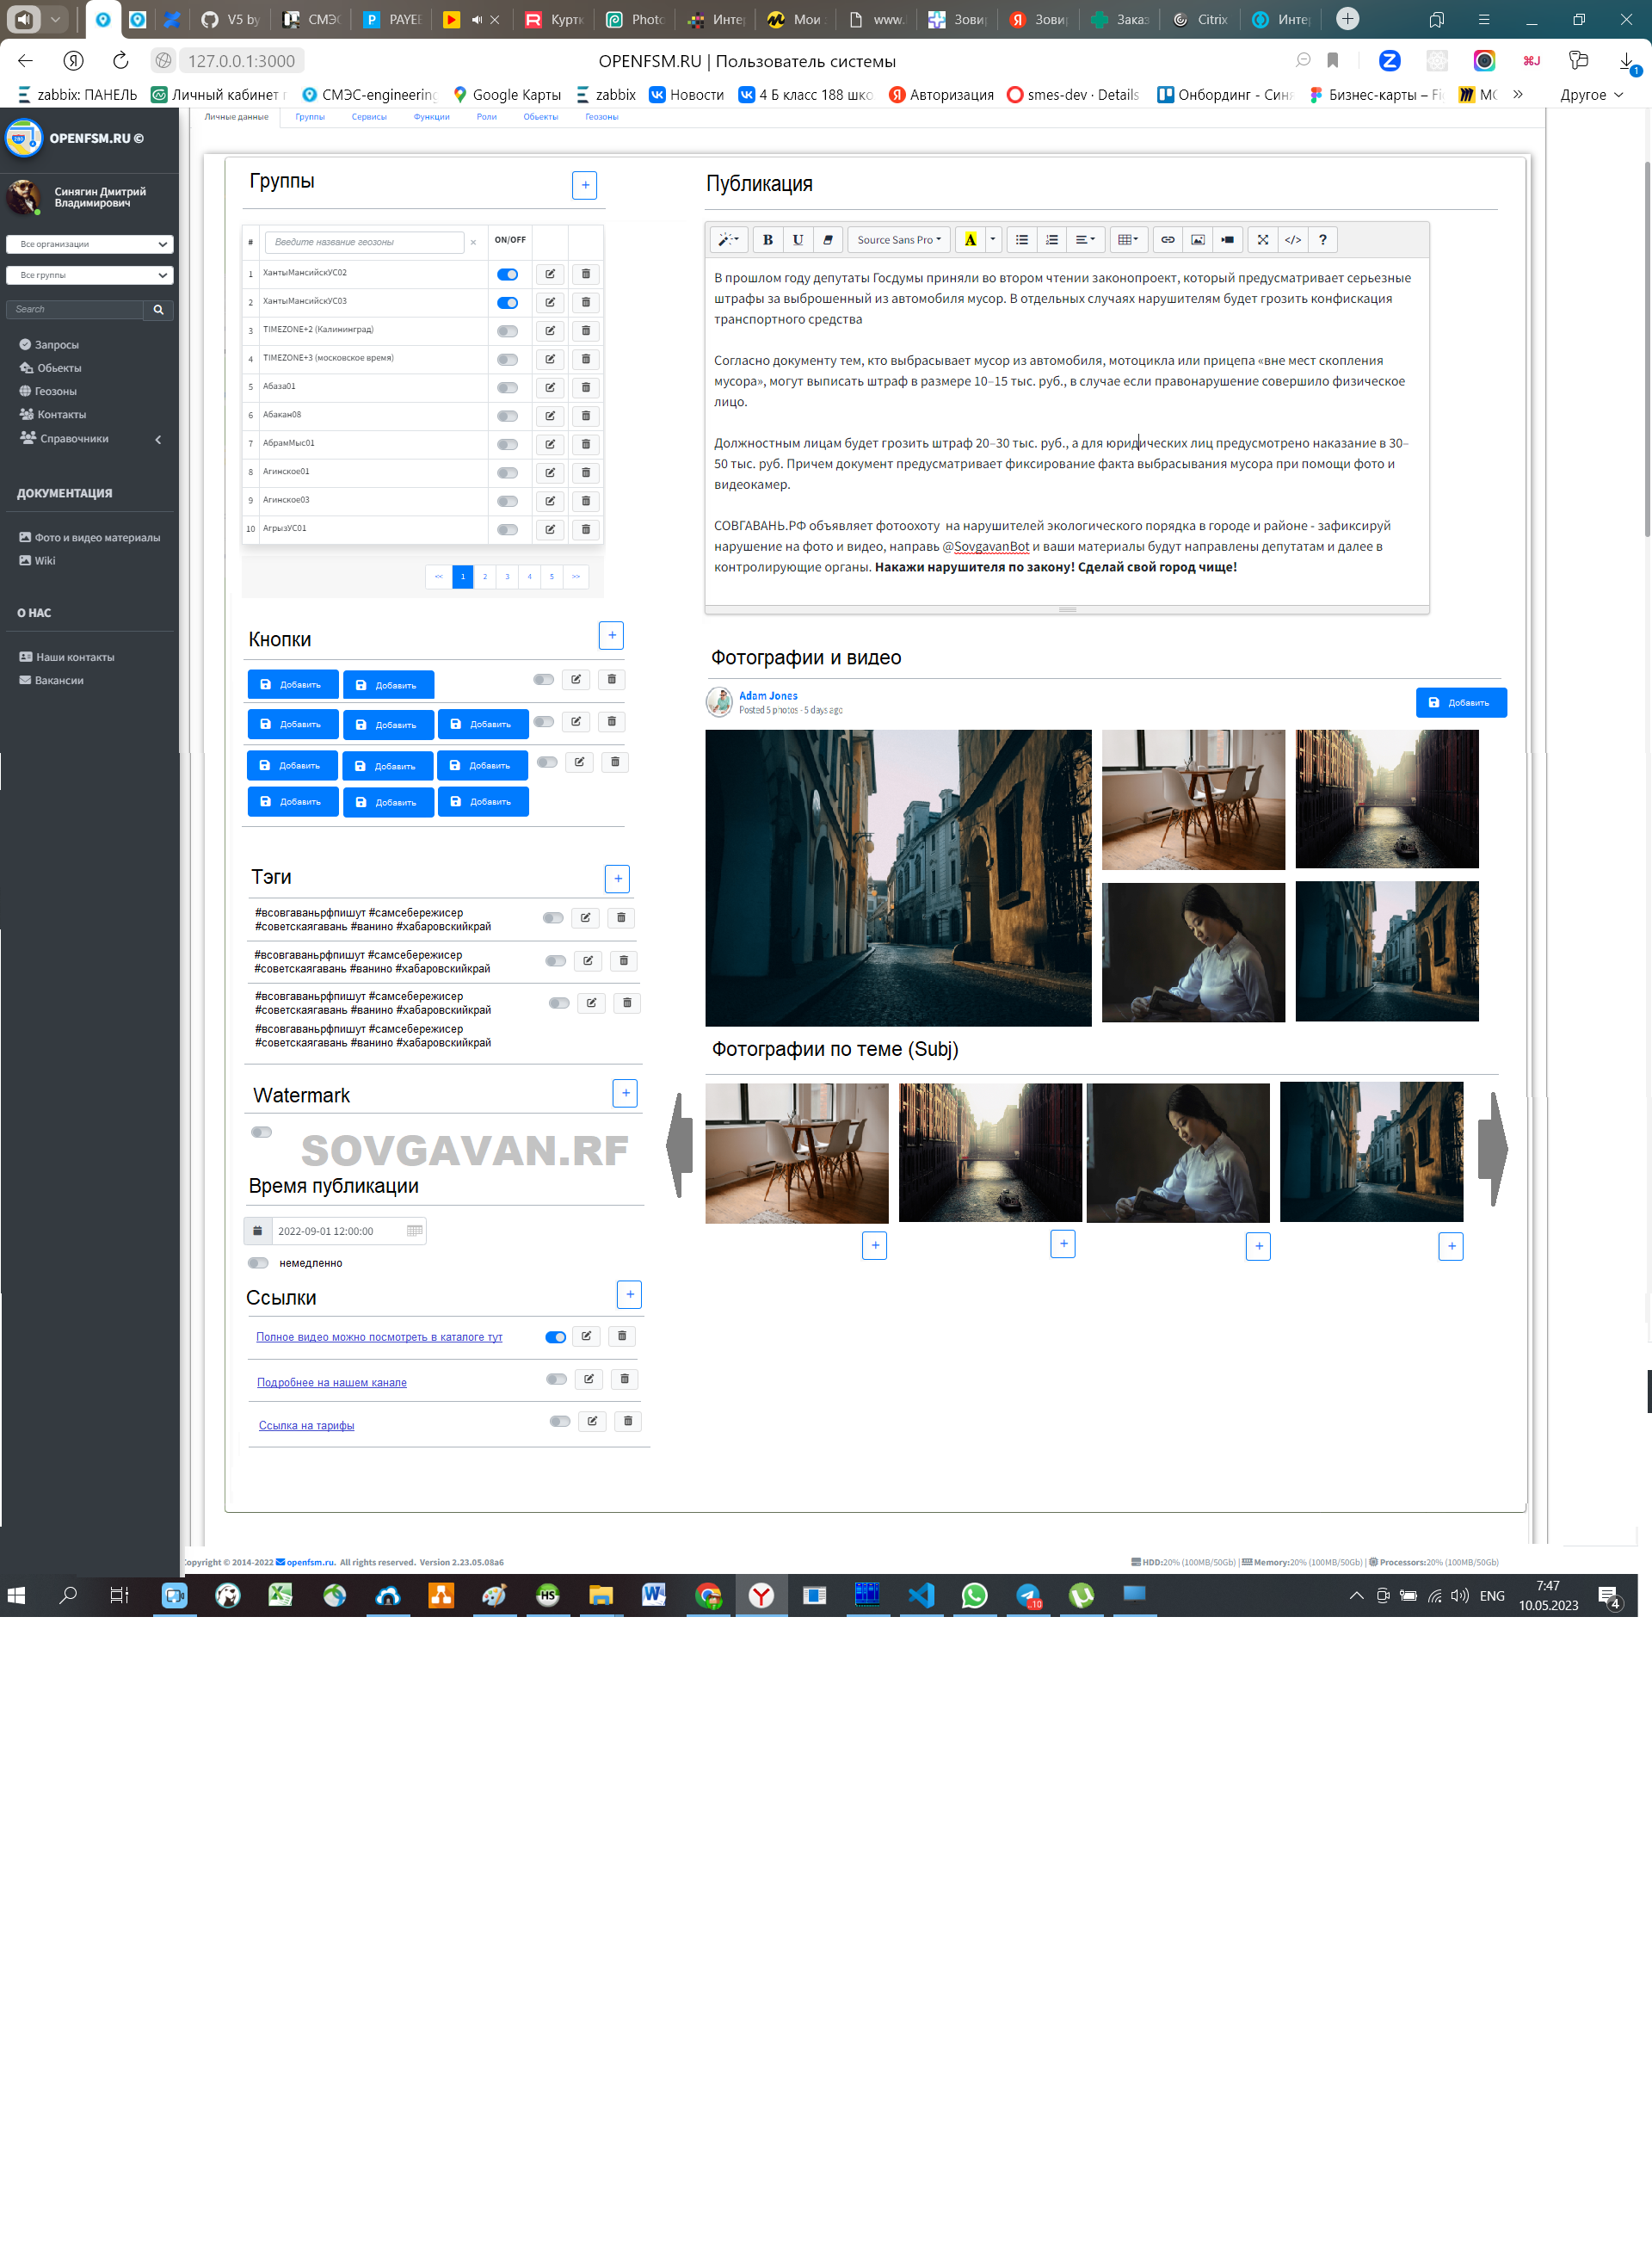 V5 by
СМЭС
PAYEE
Куртк
Photo
Интер
Мои
www.
Зови
Зови
Заказ
Citrix
Инте
127.0.0.1:3000
OPENFSM.RU | Пользователь системы
zabbix: ПАНЕЛЬ
Личный кабинет
СМЭС-engineering
Google Карты
zabbix
Новости
4 Б класс 188 шко
Авторизация
smes-dev · Details
Онбординг - Синя
Бизнес-карты – Fi
Другое
OPENFSM.RU ©
Синягин Дмитрий
Владимирович
Все организации
Все группы
Search
Запросы
Обьекты
Геозоны
Контакты
Справочники
ДОКУМЕНТАЦИЯ
Фото и видео материалы
Wiki
О НАС
Наши контакты
Вакансии
Личные данные
Группы
Сервисы
Функции
Роли
Обьекты
Геозоны
Группы
+
# Введите название геозоны × ON/OFF
1 ХантыМансийскУС02
2 ХантыМансийскУС03
3 TIMEZONE+2 (Калининград)
4 TIMEZONE+3 (московское время)
5 Абаза01
6 Абакан08
7 АбрамМыс01
8 Агинское01
9 Агинское03
10 АгрызУС01
<< 1 2 3 4 5 >>
Кнопки
+
Добавить Добавить
Добавить Добавить Добавить
Добавить Добавить Добавить
Добавить Добавить Добавить
Тэги
+
#всовгаваньрфпишут #самсебережисер
#советскаягавань #ванино #хабаровскийкрай
#всовгаваньрфпишут #самсебережисер
#советскаягавань #ванино #хабаровскийкрай
#всовгаваньрфпишут #самсебережисер
#советскаягавань #ванино #хабаровскийкрай
#всовгаваньрфпишут #самсебережисер
#советскаягавань #ванино #хабаровскийкрай
Watermark
+
SOVGAVAN.RF
Время публикации
2022-09-01 12:00:00
немедленно
Ссылки
+
Полное видео можно посмотреть в каталоге тут
Подробнее на нашем канале
Ссылка на тарифы
Публикация
B U Source Sans Pro A </> ?
В прошлом году депутаты Госдумы приняли во втором чтении законопроект, который предусматривает серьезные
штрафы за выброшенный из автомобиля мусор. В отдельных случаях нарушителям будет грозить конфискация
транспортного средства
Согласно документу тем, кто выбрасывает мусор из автомобиля, мотоцикла или прицепа «вне мест скопления
мусора», могут выписать штраф в размере 10–15 тыс. руб., в случае если правонарушение совершило физическое
лицо.
Должностным лицам будет грозить штраф 20–30 тыс. руб., а для юридических лиц предусмотрено наказание в 30–
50 тыс. руб. Причем документ предусматривает фиксирование факта выбрасывания мусора при помощи фото и
видеокамер.
СОВГАВАНЬ.РФ объявляет фотоохоту на нарушителей экологического порядка в городе и районе - зафиксируй
нарушение на фото и видео, направь @SovgavanBot и ваши материалы будут направлены депутатам и далее в
контролирующие органы. Накажи нарушителя по закону! Сделай свой город чище!
Фотографии и видео
Adam Jones
Posted 5 photos - 5 days ago
Добавить
Фотографии по теме (Subj)
+ + + +
opyright © 2014-2022 openfsm.ru. All rights reserved. Version 2.23.05.08a6
HDD:20% (100MB/50Gb) | Memory:20% (100MB/50Gb) | Processors:20% (100MB/50Gb)
ENG
7:47
10.05.2023
4